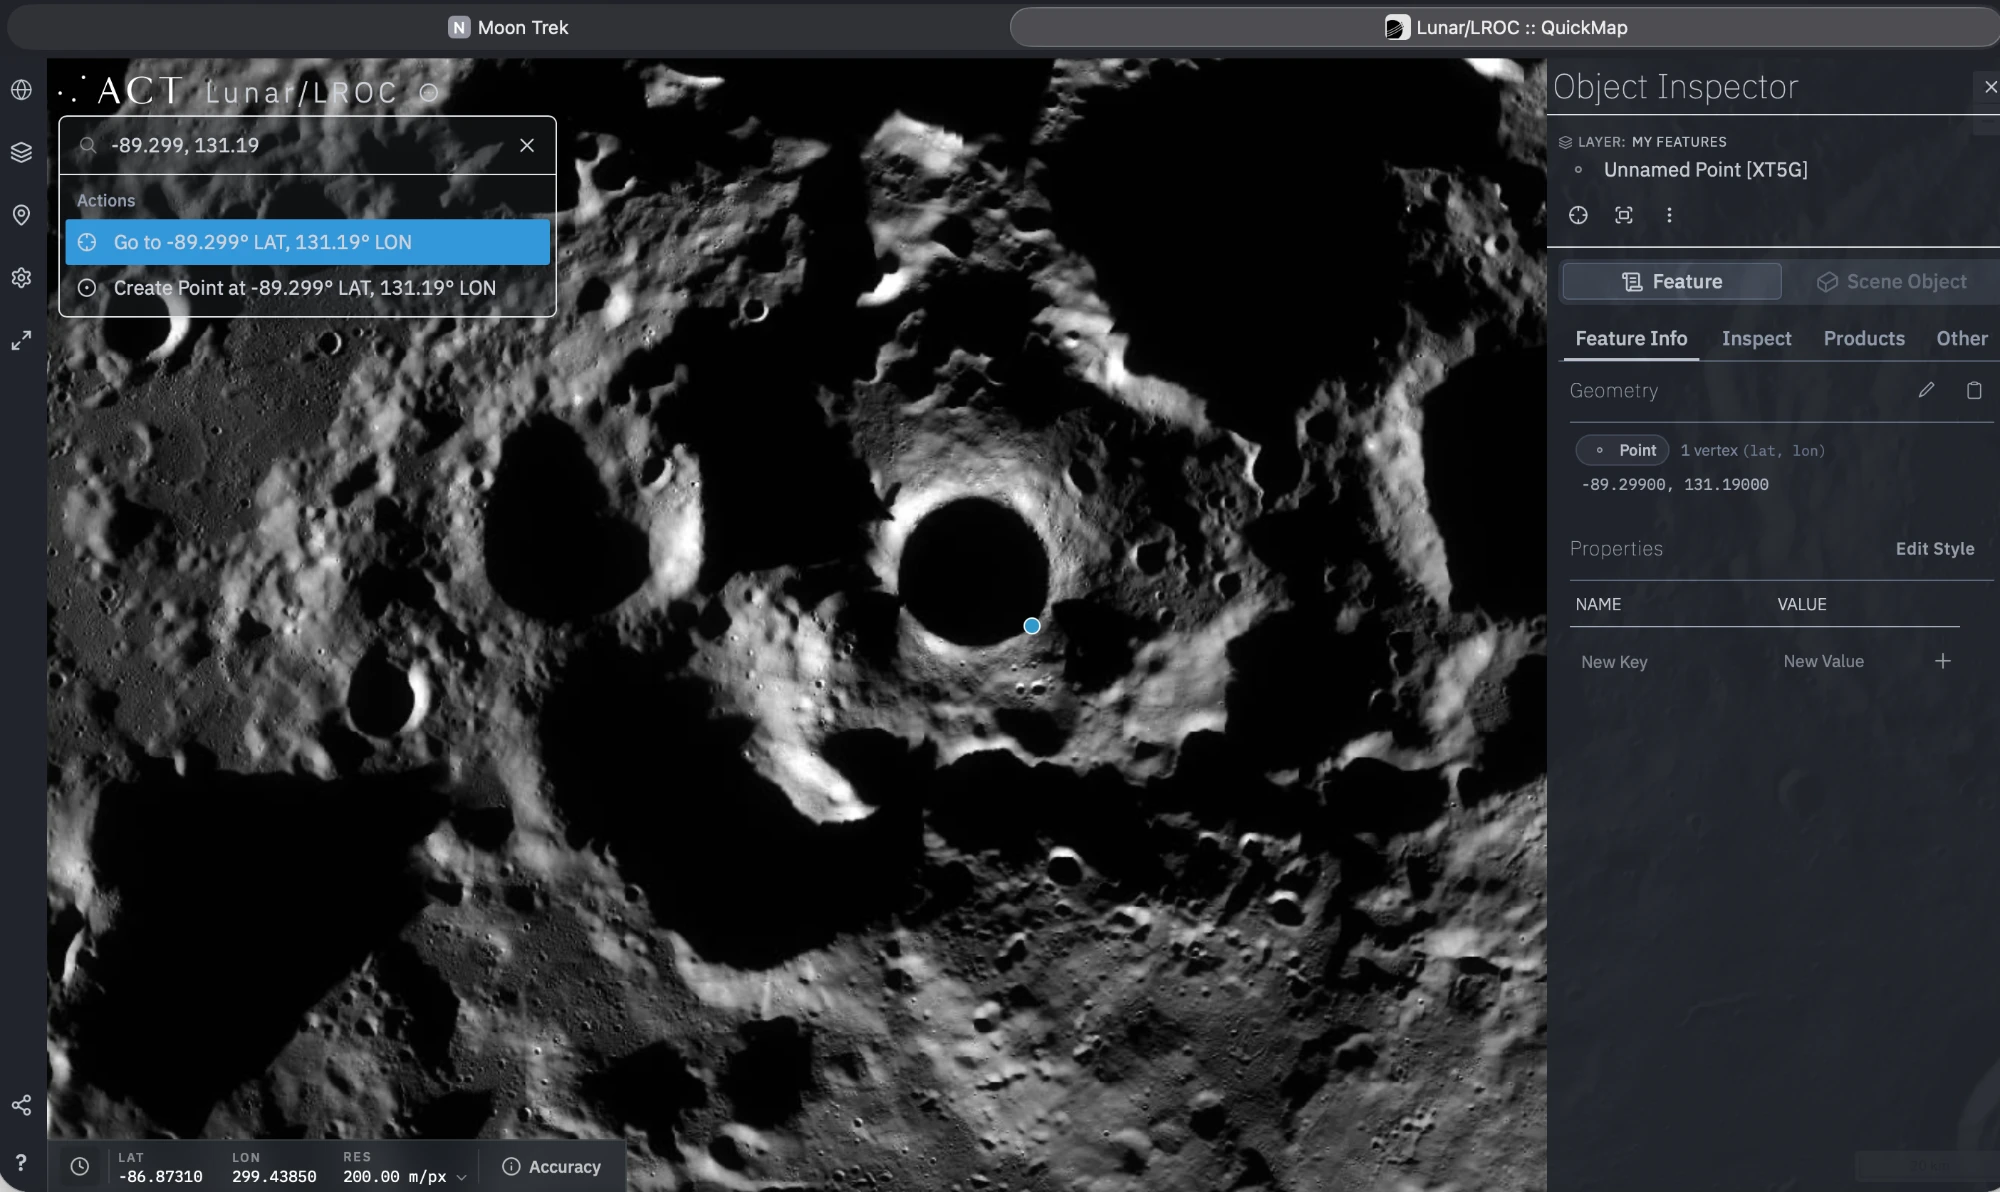 N Moon Trek
Lunar/LROC :: QuickMap
ACT Lunar/LROC
-89.299, 131.19
Actions
Go to -89.299° LAT, 131.19° LON
Create Point at -89.299° LAT, 131.19° LON
Object Inspector
LAYER: MY FEATURES
Unnamed Point [XT5G]
Feature Scene Object
Feature Info Inspect Products Other
Geometry
Point 1 vertex (lat, lon)
-89.29900, 131.19000
Properties Edit Style
NAME VALUE
New Key New Value
LAT LON RES
-86.87310 299.43850 200.00 m/px
Accuracy
?